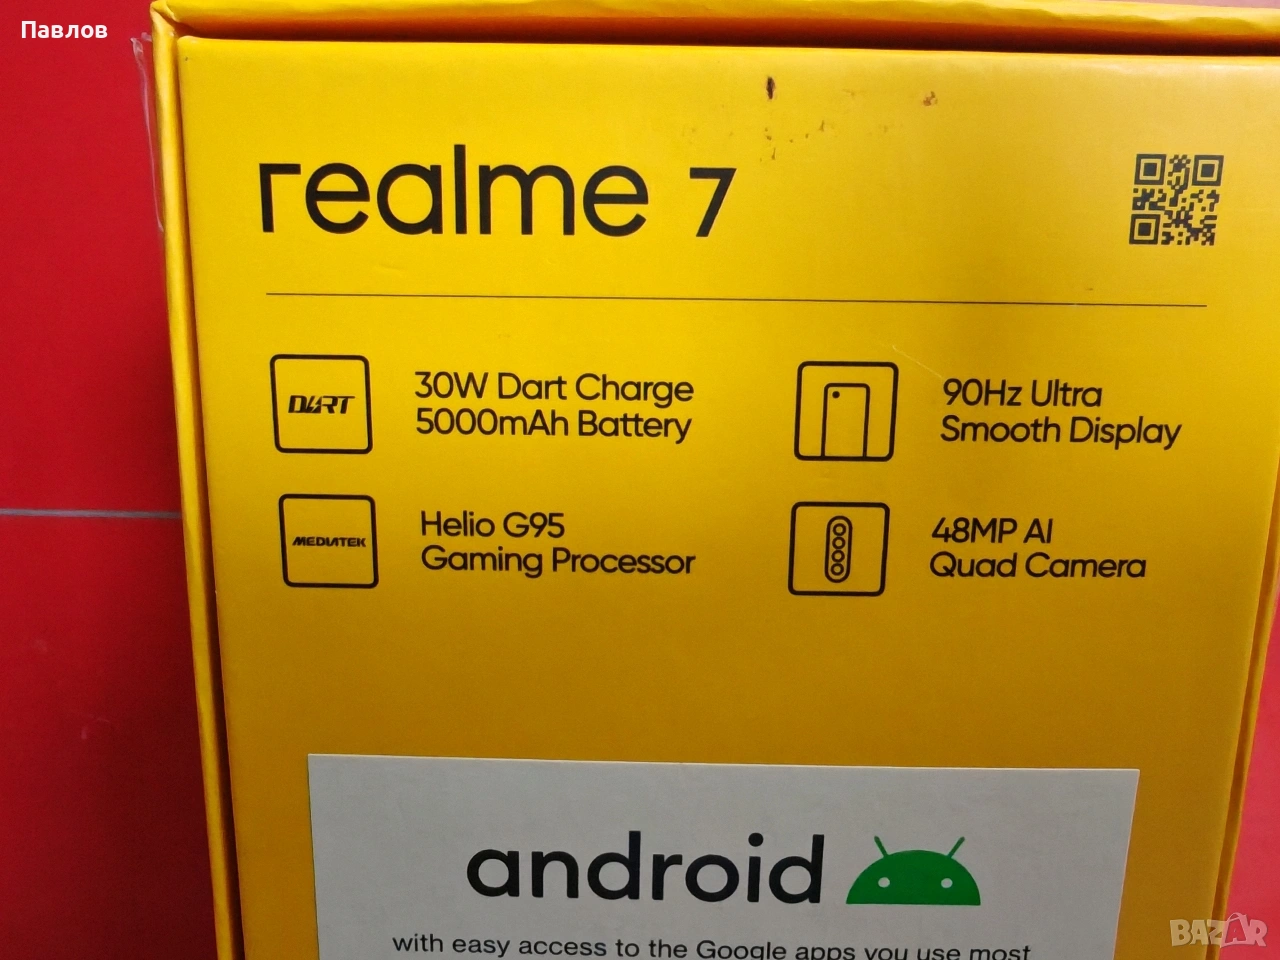 Павлов
realme 7
DART
30W Dart Charge
5000mAh Battery
90Hz Ultra
Smooth Display
MEDIATEK
Helio G95
Gaming Processor
48MP AI
Quad Camera
android
with easy access to the Google apps you use most
BAZAR